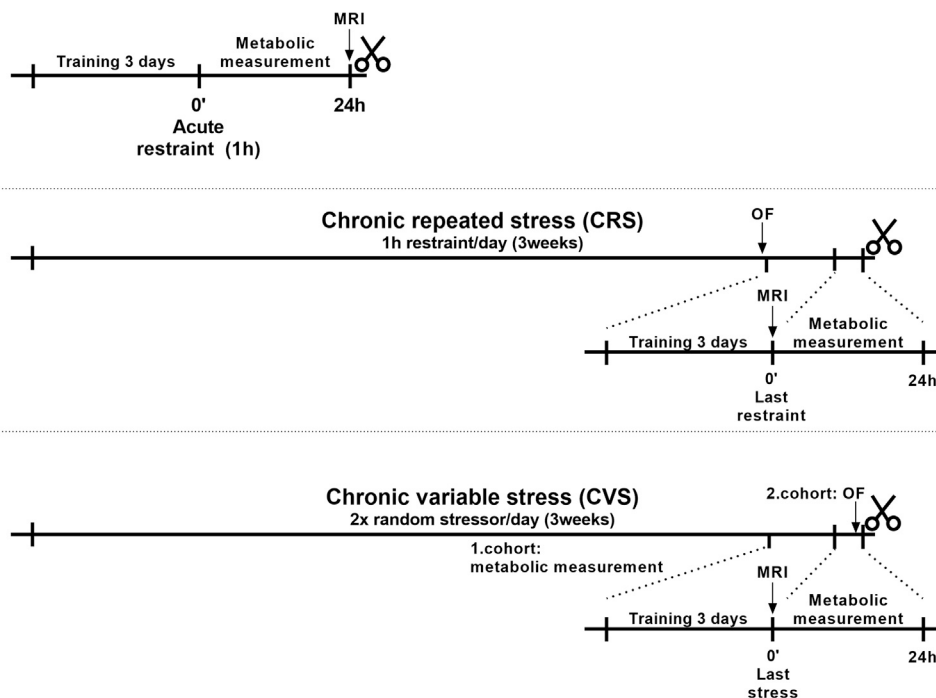 MRI
Metabolic
Training 3 days
measurement
0'
24h
Acute
restraint (1h)
OF
Chronic repeated stress (CRS)
1h restraint/day (3weeks)
MRI
Metabolic
Training 3 days
measurement
0'
24h
Last
restraint
2.cohort: OF
Chronic variable stress (CVS)
2x random stressor/day (3weeks)
1.cohort:
metabolic measurement
MRI
Metabolic
Training 3 days
measurement
0'
24h
Last
stress